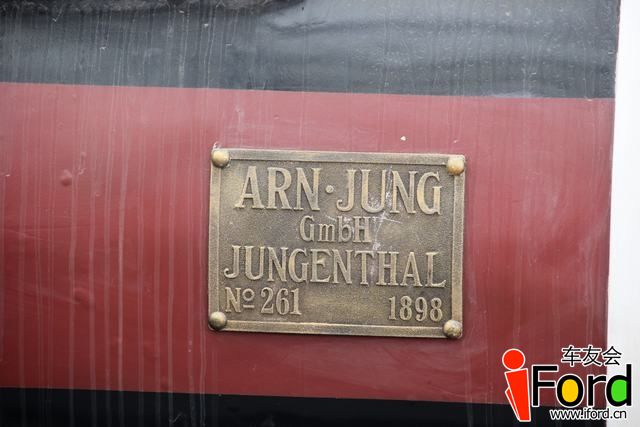 ARN·JUNG
GmbH
JUNGENTHAL
No 261 1898
车友会
iFord
www.iford.cn